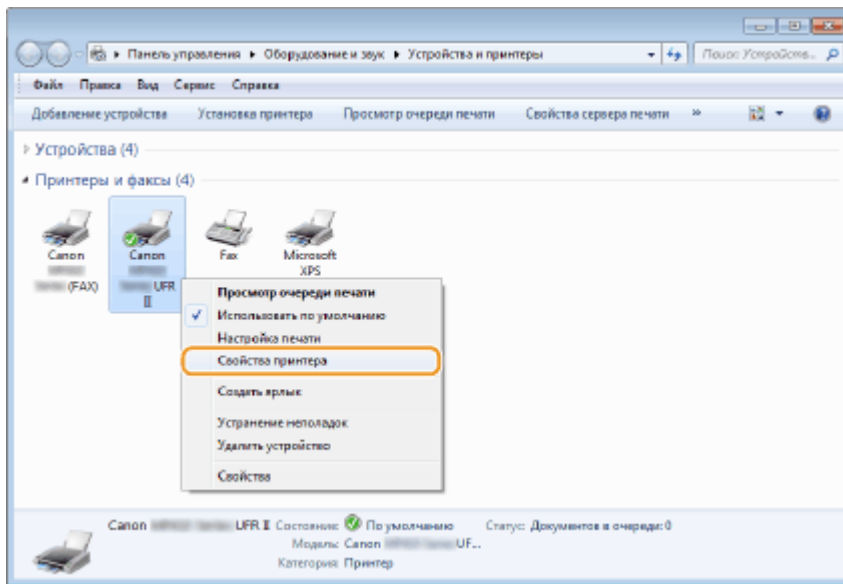 Панель управления ▸ Оборудование и звук ▸ Устройства и принтеры
Поиск: Устройств...
Файл Правка Вид Сервис Справка
Добавление устройства Установка принтера Просмотр очереди печати Свойства сервера печати »
Устройства (4)
Принтеры и факсы (4)
Canon
(FAX)
Canon
UFR
II
Fax
Microsoft
XPS
Просмотр очереди печати
Использовать по умолчанию
Настройка печати
Свойства принтера
Создать ярлык
Устранение неполадок
Удалить устройство
Свойства
Canon UFR II Состояние: По умолчанию Статус: Документов в очереди: 0
Модель: Canon UF...
Категория: Принтер